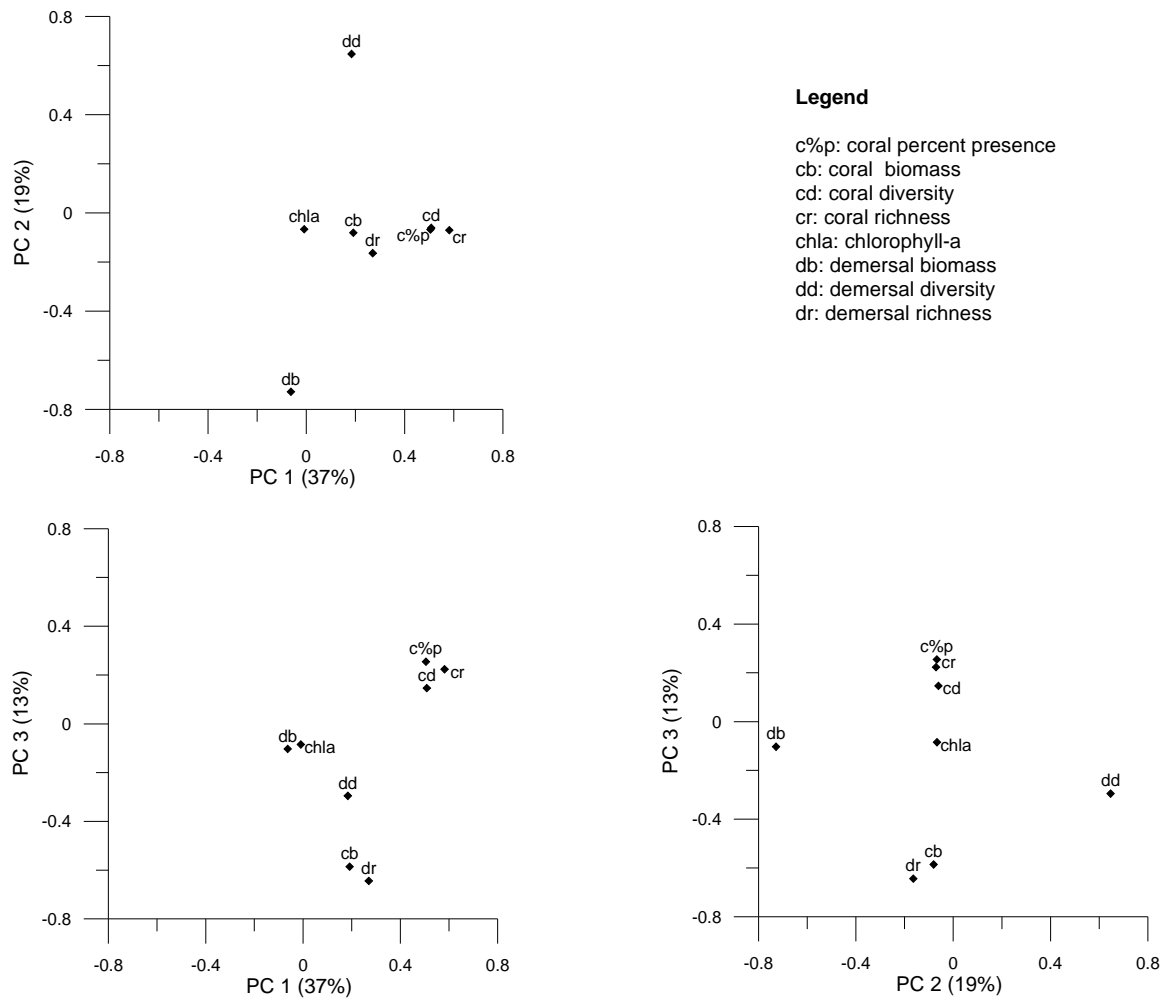 0.8
dd
0.4
PC 2 (19%)
0
chla
cb
dr
cd
c%p
cr
-0.4
db
-0.8
-0.8
-0.4
0
0.4
0.8
PC 1 (37%)
Legend
c%p: coral percent presence
cb: coral biomass
cd: coral diversity
cr: coral richness
chla: chlorophyll-a
db: demersal biomass
dd: demersal diversity
dr: demersal richness
0.8
0.4
c%p
cr
cd
PC 3 (13%)
0
db
chla
dd
-0.4
cb
dr
-0.8
-0.8
-0.4
0
0.4
0.8
PC 1 (37%)
0.8
0.4
c%p
cr
cd
PC 3 (13%)
0
db
chla
dd
-0.4
cb
dr
-0.8
-0.8
-0.4
0
0.4
0.8
PC 2 (19%)